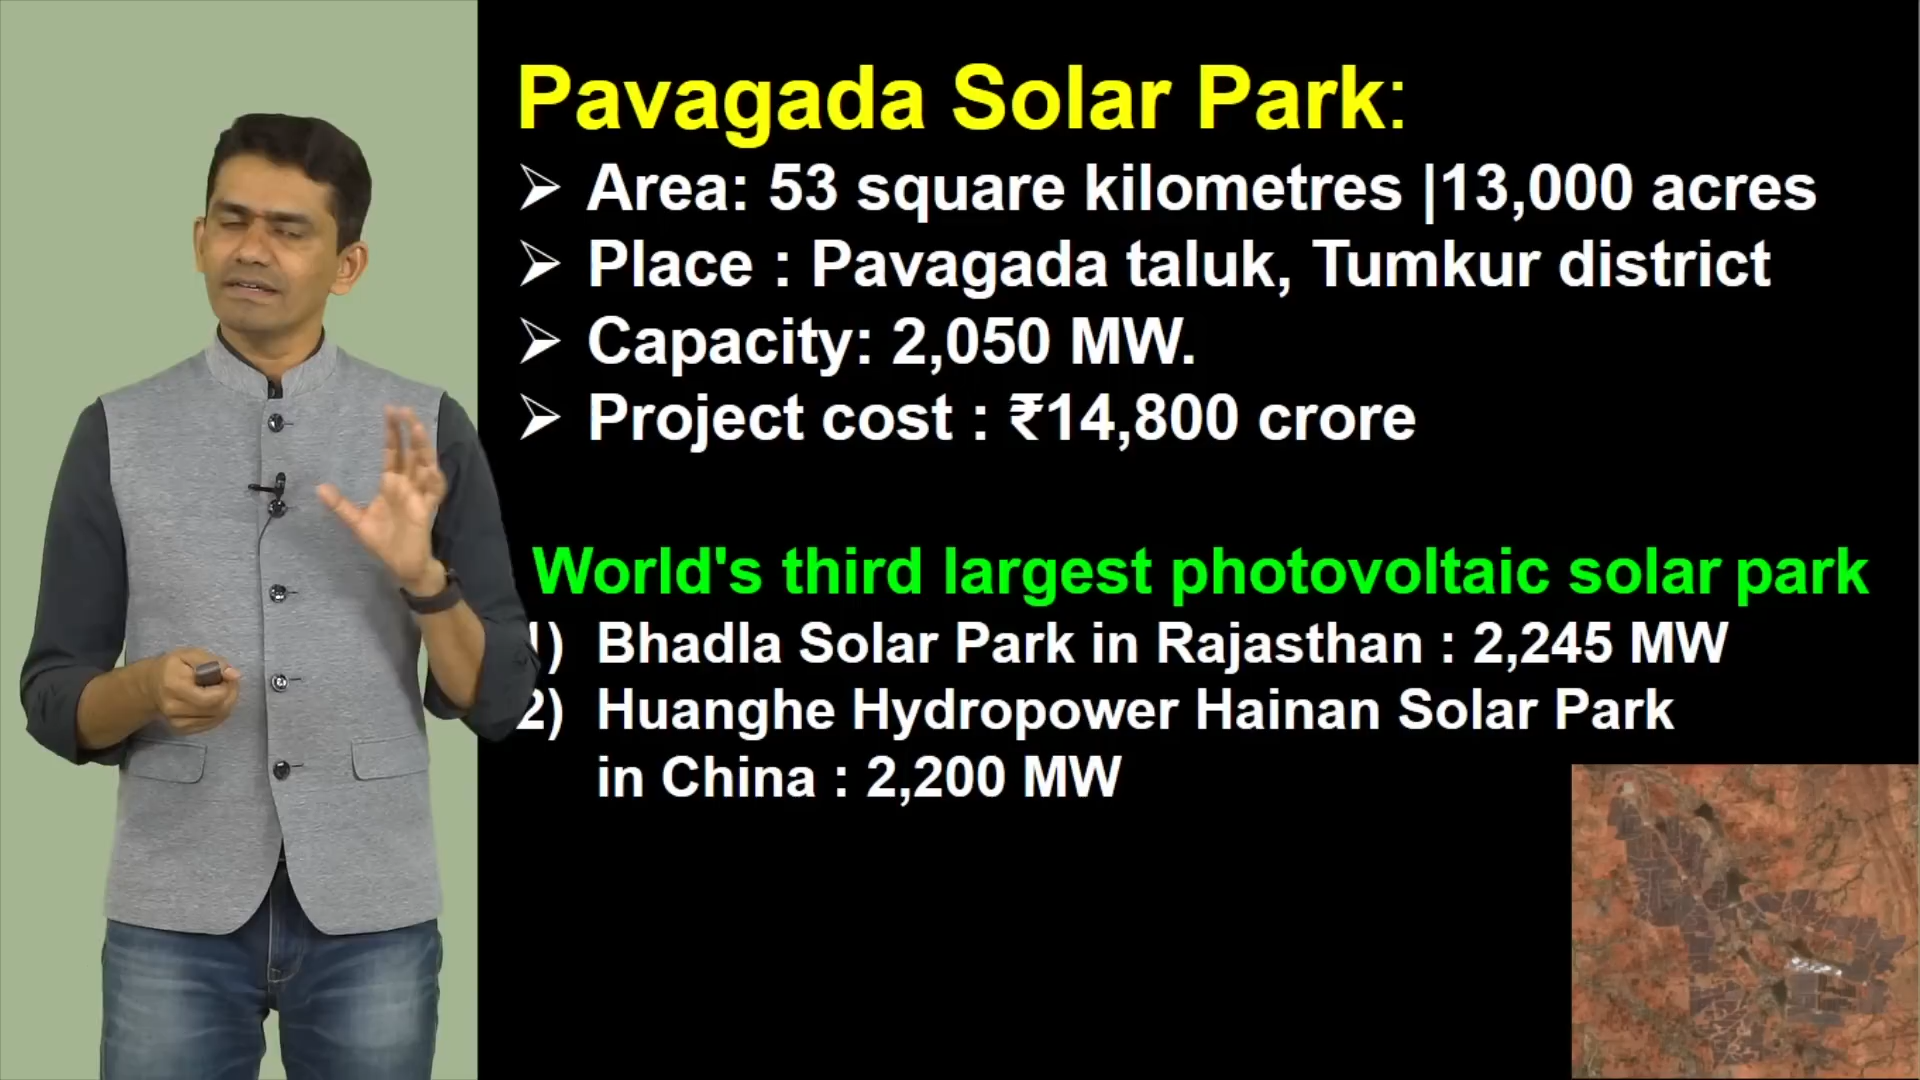 Pavagada Solar Park:
➢ Area: 53 square kilometres |13,000 acres
➢ Place : Pavagada taluk, Tumkur district
➢ Capacity: 2,050 MW.
➢ Project cost : ₹14,800 crore
World's third largest photovoltaic solar park
1) Bhadla Solar Park in Rajasthan : 2,245 MW
2) Huanghe Hydropower Hainan Solar Park
in China : 2,200 MW